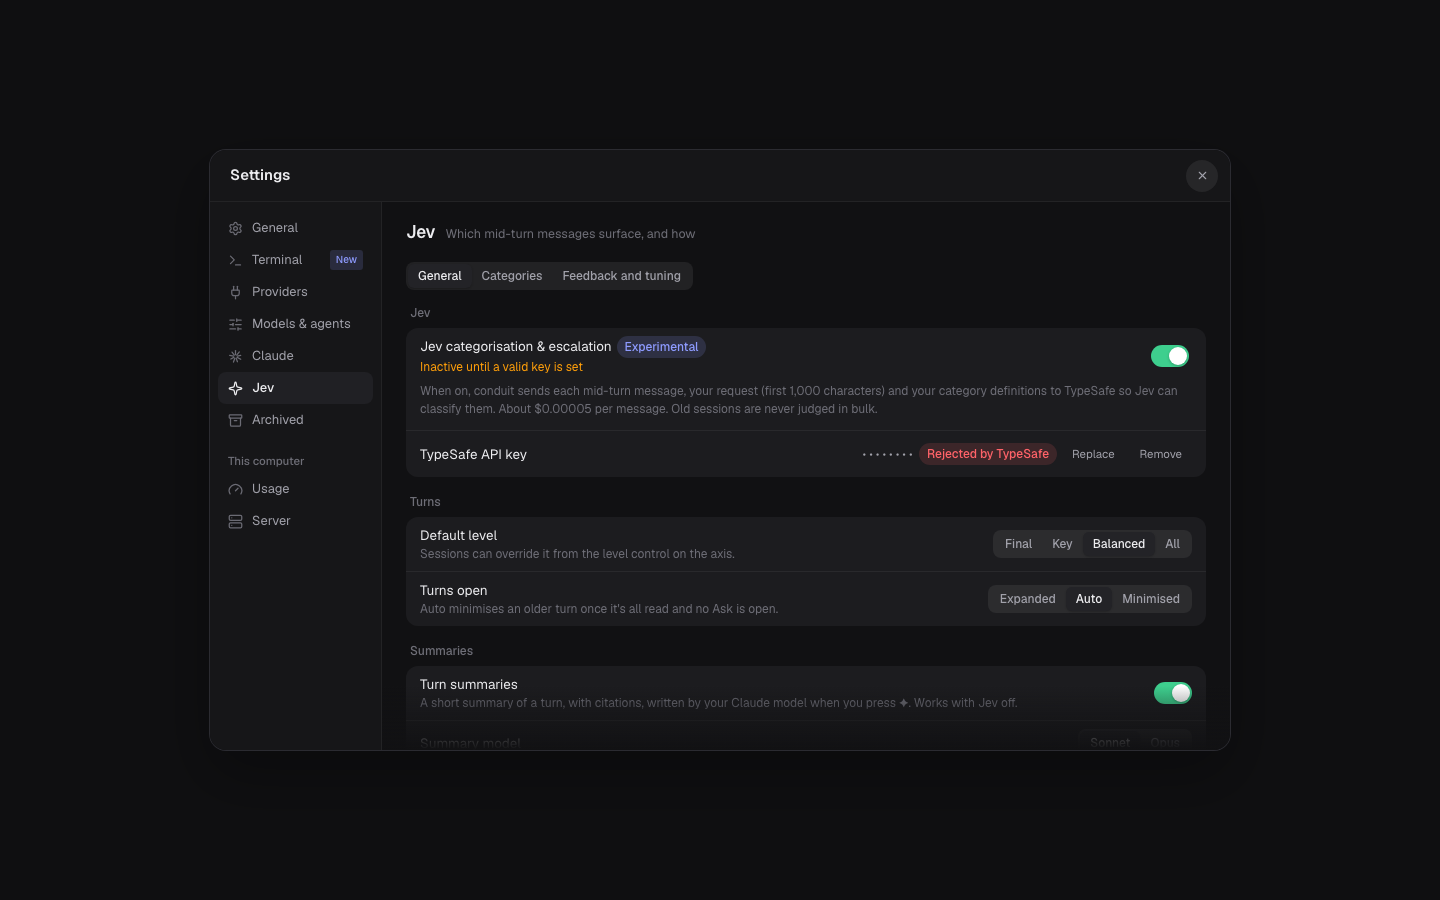 Settings
General
Terminal New
Providers
Models & agents
Claude
Jev
Archived
This computer
Usage
Server
Jev Which mid-turn messages surface, and how
General Categories Feedback and tuning
Jev
Jev categorisation & escalation Experimental
Inactive until a valid key is set
When on, conduit sends each mid-turn message, your request (first 1,000 characters) and your category definitions to TypeSafe so Jev can
classify them. About $0.00005 per message. Old sessions are never judged in bulk.
TypeSafe API key ········ Rejected by TypeSafe Replace Remove
Turns
Default level Final Key Balanced All
Sessions can override it from the level control on the axis.
Turns open Expanded Auto Minimised
Auto minimises an older turn once it's all read and no Ask is open.
Summaries
Turn summaries
A short summary of a turn, with citations, written by your Claude model when you press ✦. Works with Jev off.
Summary model Sonnet Opus